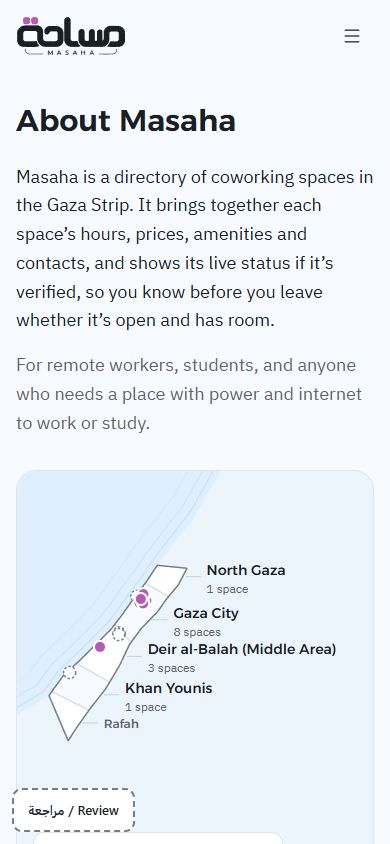 مساحة
MASAHA
About Masaha
Masaha is a directory of coworking spaces in
the Gaza Strip. It brings together each
space’s hours, prices, amenities and
contacts, and shows its live status if it’s
verified, so you know before you leave
whether it’s open and has room.
For remote workers, students, and anyone
who needs a place with power and internet
to work or study.
North Gaza
1 space
Gaza City
8 spaces
Deir al-Balah (Middle Area)
3 spaces
Khan Younis
1 space
Rafah
مراجعة / Review